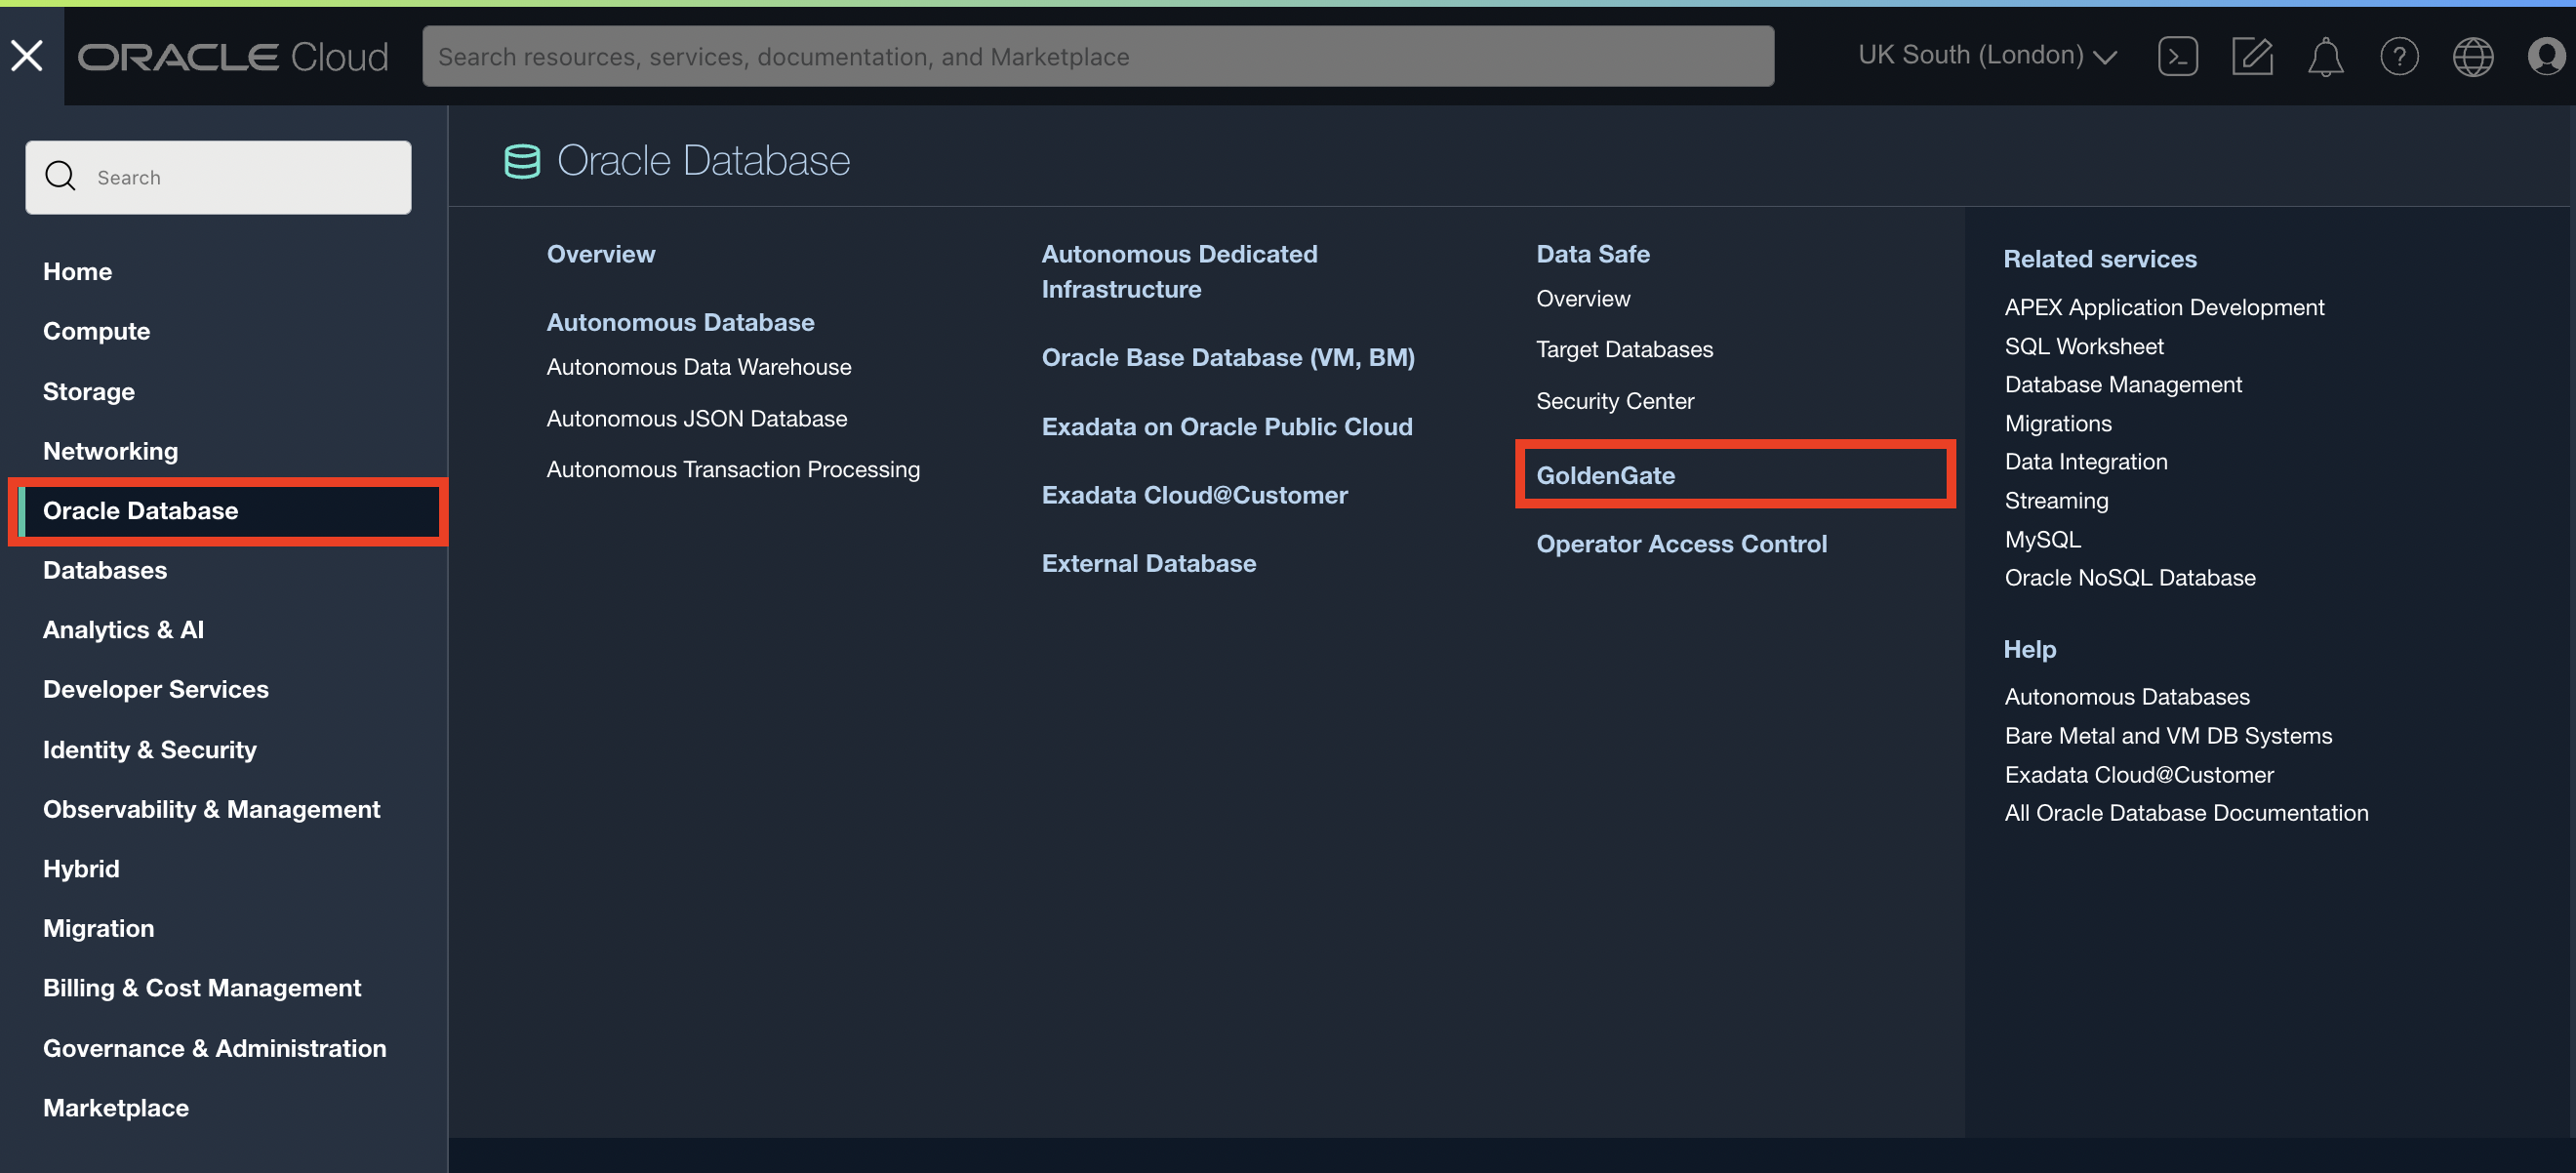 ORACLE Cloud
Search resources, services, documentation, and Marketplace
UK South (London)
Search
Home
Compute
Storage
Networking
Oracle Database
Databases
Analytics & AI
Developer Services
Identity & Security
Observability & Management
Hybrid
Migration
Billing & Cost Management
Governance & Administration
Marketplace
Oracle Database
Overview
Autonomous Database
Autonomous Data Warehouse
Autonomous JSON Database
Autonomous Transaction Processing
Autonomous Dedicated
Infrastructure
Oracle Base Database (VM, BM)
Exadata on Oracle Public Cloud
Exadata Cloud@Customer
External Database
Data Safe
Overview
Target Databases
Security Center
GoldenGate
Operator Access Control
Related services
APEX Application Development
SQL Worksheet
Database Management
Migrations
Data Integration
Streaming
MySQL
Oracle NoSQL Database
Help
Autonomous Databases
Bare Metal and VM DB Systems
Exadata Cloud@Customer
All Oracle Database Documentation